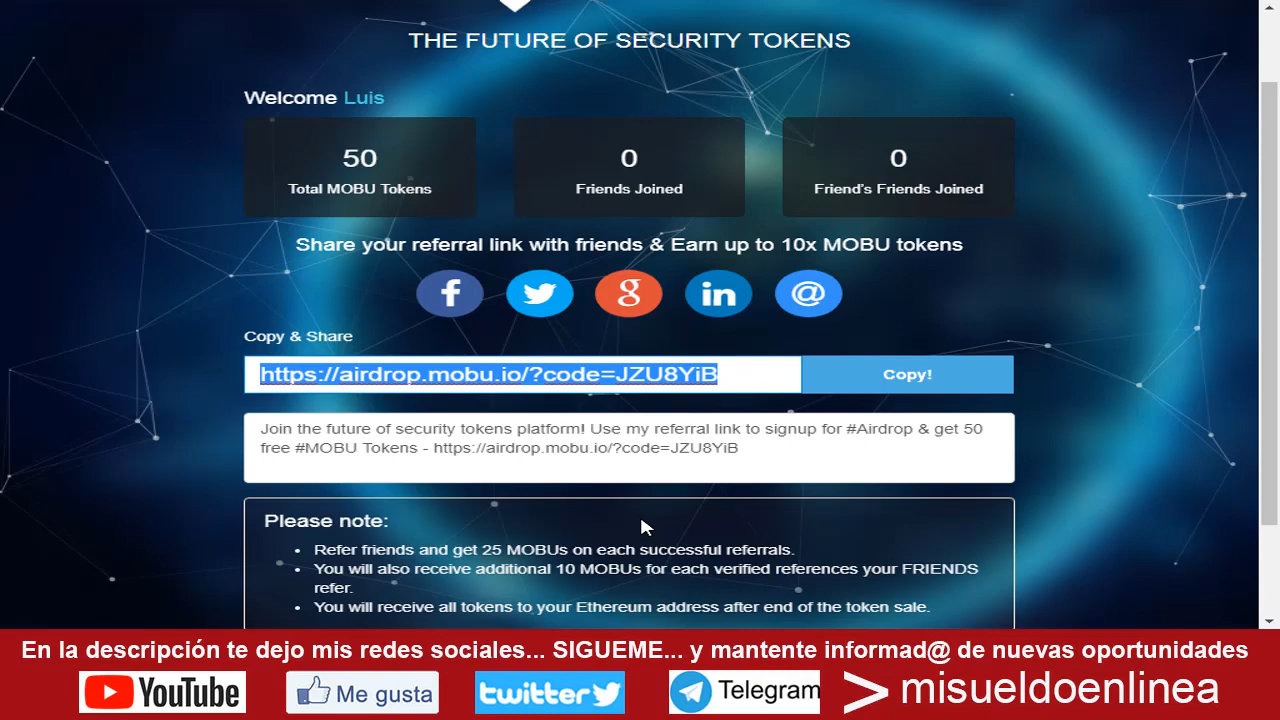 THE FUTURE OF SECURITY TOKENS
Welcome Luis
50
Total MOBU Tokens
0
Friends Joined
0
Friend's Friends Joined
Share your referral link with friends & Earn up to 10x MOBU tokens
f
g
in
@
Copy & Share
https://airdrop.mobu.io/?code=JZU8YiB
Copy!
Join the future of security tokens platform! Use my referral link to signup for #Airdrop & get 50
free #MOBU Tokens - https://airdrop.mobu.io/?code=JZU8YiB
Please note:
• Refer friends and get 25 MOBUs on each successful referrals.
• You will also receive additional 10 MOBUs for each verified references your FRIENDS
refer.
• You will receive all tokens to your Ethereum address after end of the token sale.
En la descripción te dejo mis redes sociales... SIGUEME... y mantente informad@ de nuevas oportunidades
YouTube
Me gusta
twitter
Telegram
>misueldoenlinea